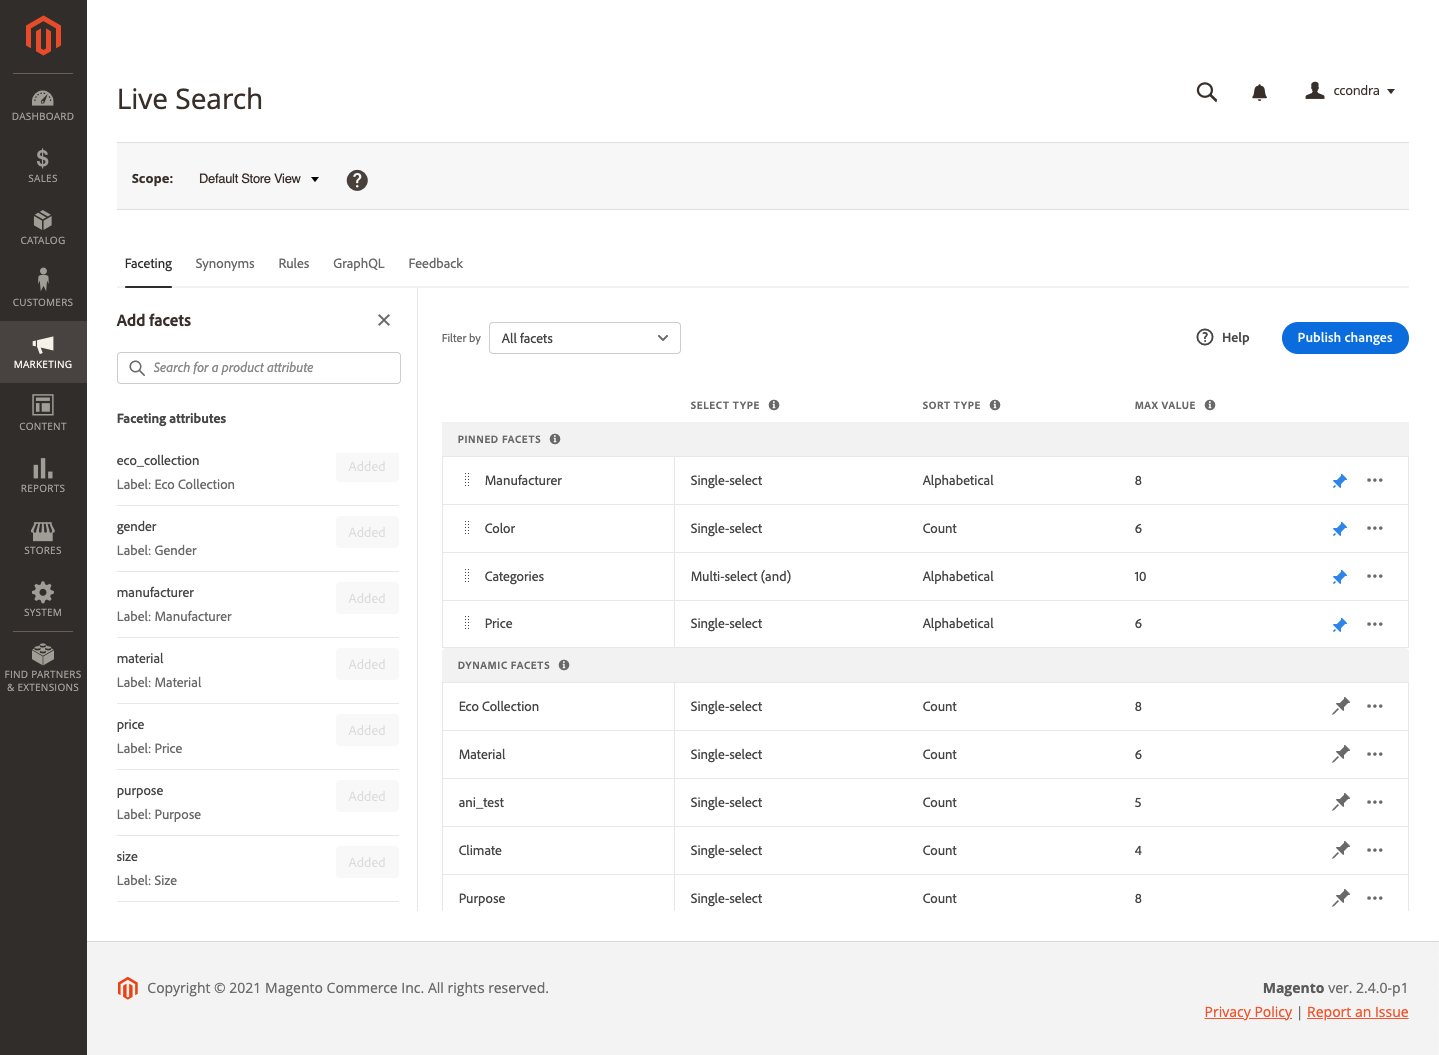 Live Search
ccondra
DASHBOARD
SALES
CATALOG
CUSTOMERS
MARKETING
CONTENT
REPORTS
STORES
SYSTEM
FIND PARTNERS
& EXTENSIONS
Scope: Default Store View
Faceting Synonyms Rules GraphQL Feedback
Add facets
Search for a product attribute
Faceting attributes
eco_collection
Label: Eco Collection
Added
gender
Label: Gender
Added
manufacturer
Label: Manufacturer
Added
material
Label: Material
Added
price
Label: Price
Added
purpose
Label: Purpose
Added
size
Label: Size
Added
Filter by All facets
Help
Publish changes
SELECT TYPE SORT TYPE MAX VALUE
PINNED FACETS
Manufacturer Single-select Alphabetical 8
Color Single-select Count 6
Categories Multi-select (and) Alphabetical 10
Price Single-select Alphabetical 6
DYNAMIC FACETS
Eco Collection Single-select Count 8
Material Single-select Count 6
ani_test Single-select Count 5
Climate Single-select Count 4
Purpose Single-select Count 8
Copyright © 2021 Magento Commerce Inc. All rights reserved.
Magento ver. 2.4.0-p1
Privacy Policy | Report an Issue